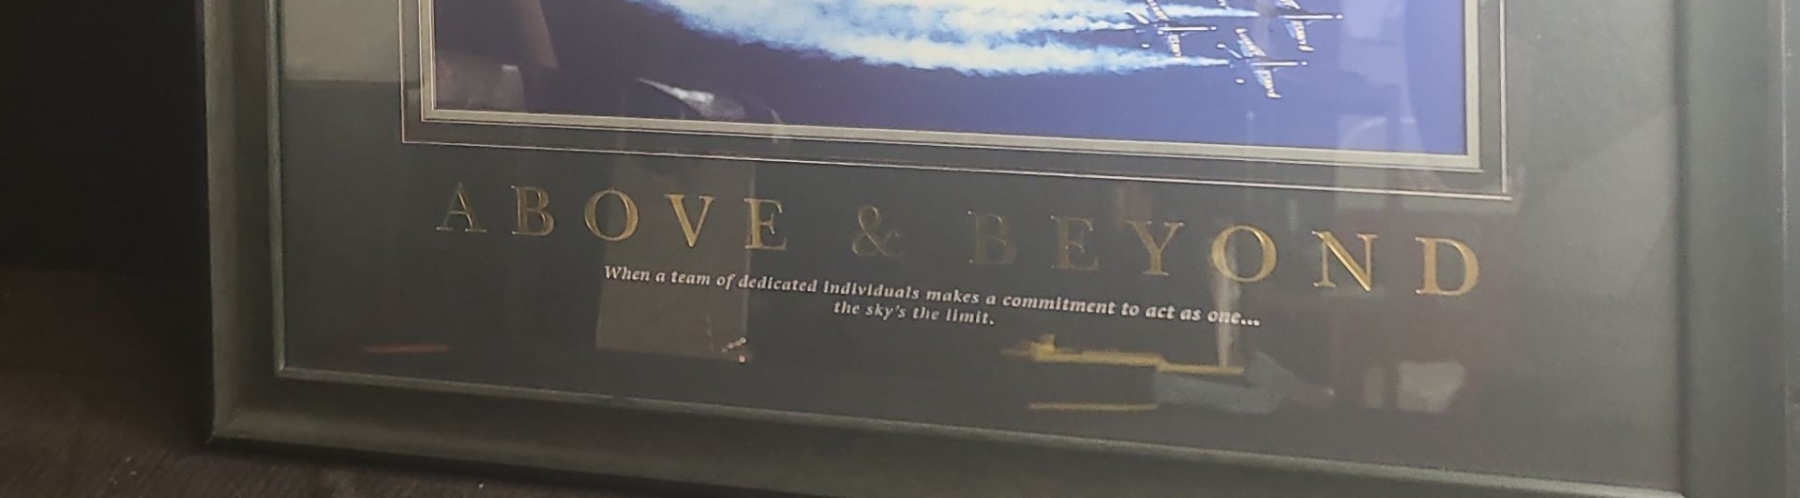 ABOVE & BEYOND
When a team of dedicated individuals makes a commitment to act as one...
the sky's the limit.